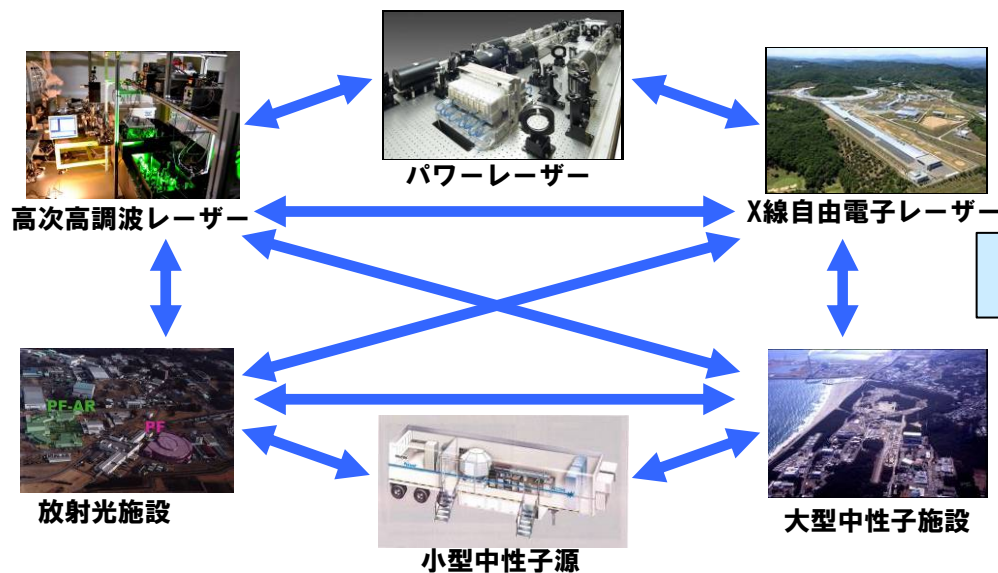 パワーレーザー
高次高調波レーザー
X線自由電子レーザー
PF-AR
PF
放射光施設
大型中性子施設
小型中性子源